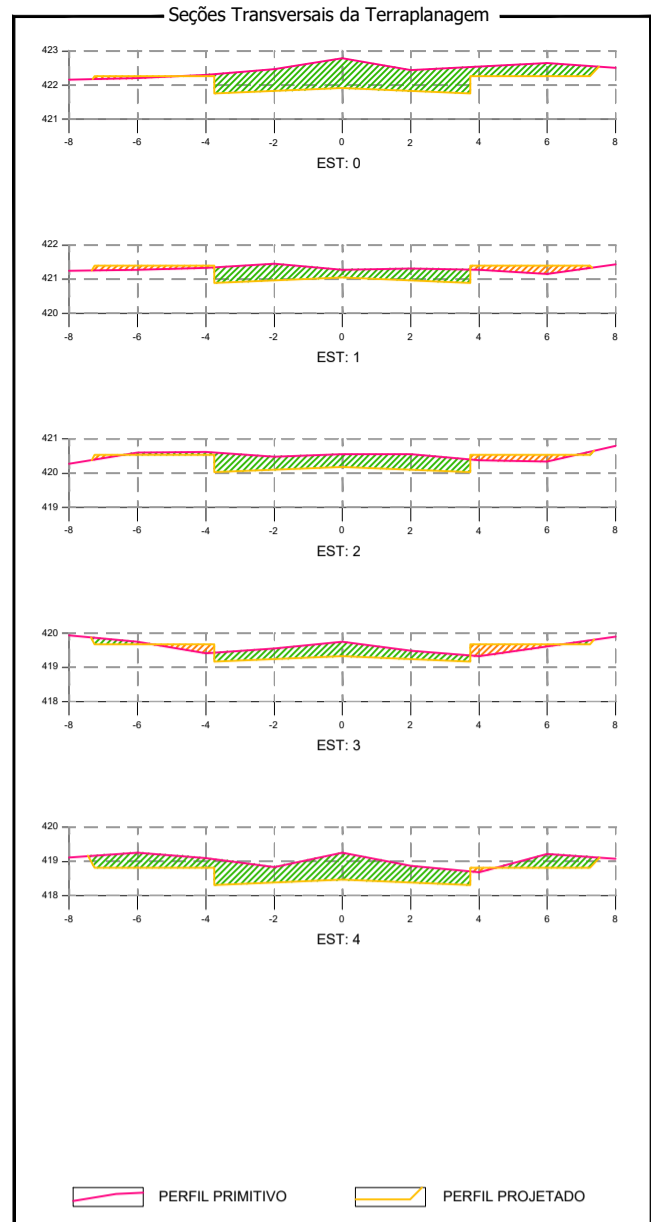 Seções Transversais da Terraplanagem
423
422
421
-8 -6 -4 -2 0 2 4 6 8
EST: 0
422
421
420
-8 -6 -4 -2 0 2 4 6 8
EST: 1
421
420
419
-8 -6 -4 -2 0 2 4 6 8
EST: 2
420
419
418
-8 -6 -4 -2 0 2 4 6 8
EST: 3
420
419
418
-8 -6 -4 -2 0 2 4 6 8
EST: 4
PERFIL PRIMITIVO PERFIL PROJETADO